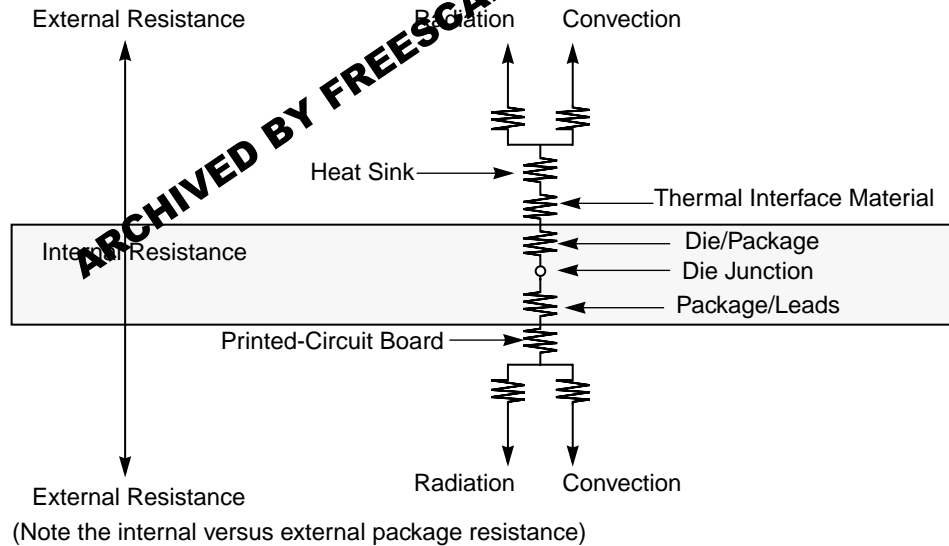 External Resistance
Radiation
Convection
ARCHIVED BY FREESCA
Heat Sink
Thermal Interface Material
Internal Resistance
Die/Package
Die Junction
Package/Leads
Printed-Circuit Board
Radiation
Convection
External Resistance
(Note the internal versus external package resistance)